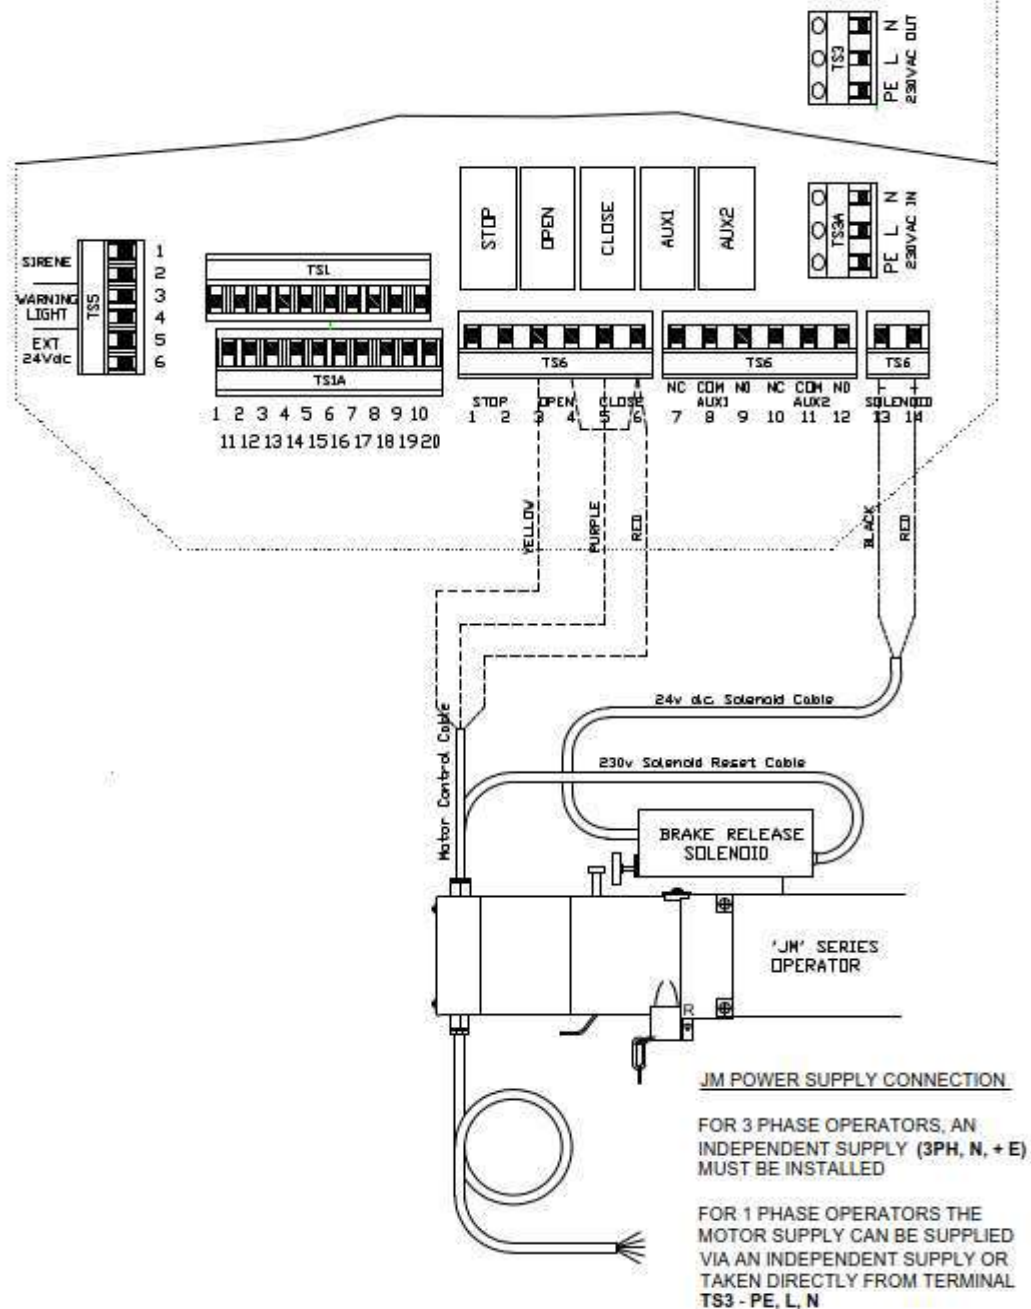 N
L
PE
TS3
230VAC OUT
N
L
PE
TS3A
230VAC IN
STOP
OPEN
CLOSE
AUX1
AUX2
SIRENE
WARNING
LIGHT
EXT
24Vdc
TS5
1
2
3
4
5
6
TS1
TS1A
1 2 3 4 5 6 7 8 9 10
11 12 13 14 15 16 17 18 19 20
TS6
STOP OPEN CLOSE
1 2 3 4 5 6
TS6
NC COM NO NC COM NO
AUX1 AUX2
7 8 9 10 11 12
TS6
- +
SOLENOID
13 14
YELLOW
PURPLE
RED
BLACK
RED
24v d.c. Solenoid Cable
230v Solenoid Reset Cable
Motor Control Cable
BRAKE RELEASE
SOLENOID
'JM' SERIES
OPERATOR
R
JM POWER SUPPLY CONNECTION
FOR 3 PHASE OPERATORS, AN
INDEPENDENT SUPPLY (3PH, N, + E)
MUST BE INSTALLED
FOR 1 PHASE OPERATORS THE
MOTOR SUPPLY CAN BE SUPPLIED
VIA AN INDEPENDENT SUPPLY OR
TAKEN DIRECTLY FROM TERMINAL
TS3 - PE, L, N